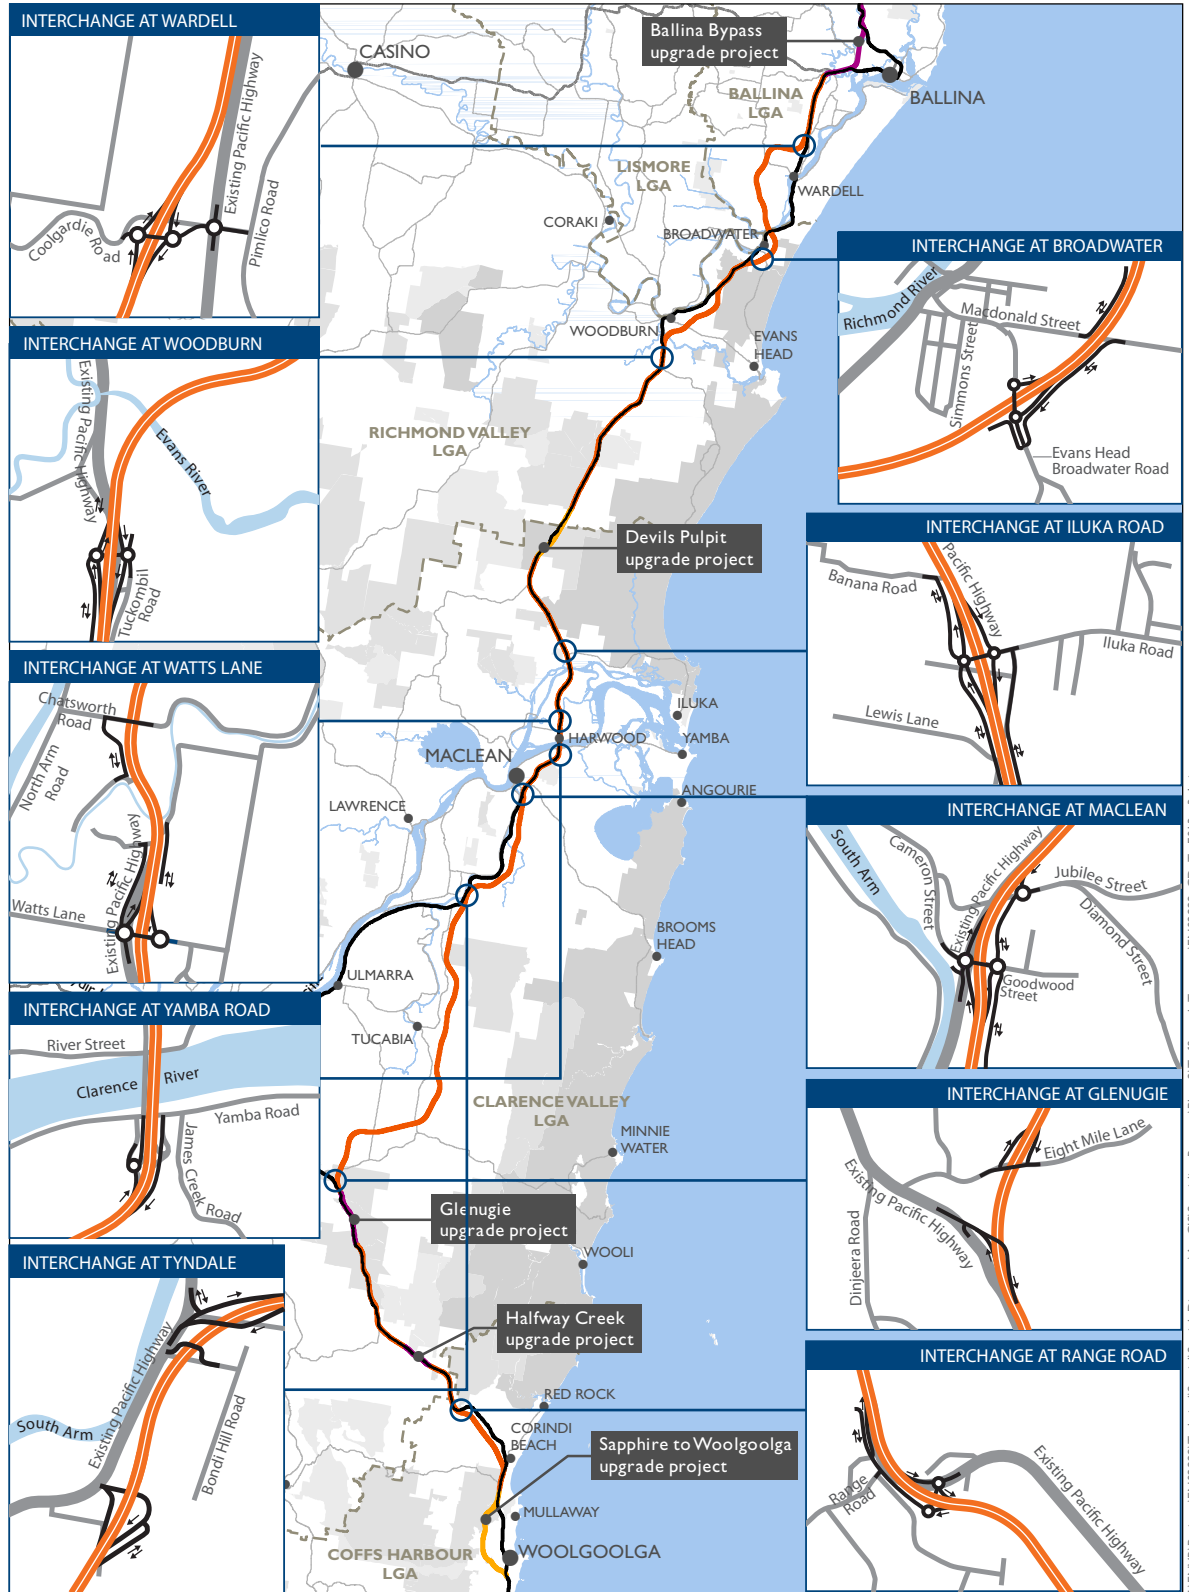 INTERCHANGE AT WARDELL
Existing Pacific Highway
Pimlico Road
Coolgardie Road
INTERCHANGE AT WOODBURN
Existing Pacific Highway
Evans River
Tuckombil
Road
INTERCHANGE AT WATTS LANE
Chatsworth
Road
North Arm
Road
Existing Pacific Highway
Existing Pacific Highway
Watts Lane
INTERCHANGE AT YAMBA ROAD
River Street
Clarence River
Yamba Road
James Creek Road
INTERCHANGE AT TYNDALE
Existing Pacific Highway
South Arm
Existing Pacific Highway
Bondi Hill Road
CASINO
Ballina Bypass
upgrade project
BALLINA
LGA
BALLINA
LISMORE
LGA
WARDELL
CORAKI
BROADWATER
WOODBURN
EVANS
HEAD
RICHMOND VALLEY
LGA
Devils Pulpit
upgrade project
ILUKA
HARWOOD
YAMBA
MACLEAN
ANGOURIE
LAWRENCE
BROOMS
HEAD
ULMARRA
TUCABIA
CLARENCE VALLEY
LGA
MINNIE
WATER
Glenugie
upgrade project
WOOLI
Halfway Creek
upgrade project
RED ROCK
CORINDI
BEACH
Sapphire to Woolgoolga
upgrade project
MULLAWAY
COFFS HARBOUR
LGA
WOOLGOOLGA
INTERCHANGE AT BROADWATER
Richmond River
Macdonald Street
Simmons Street
Evans Head
Broadwater Road
INTERCHANGE AT ILUKA ROAD
Pacific Highway
Banana Road
Iluka Road
Lewis Lane
INTERCHANGE AT MACLEAN
South Arm
Cameron Street
Existing Pacific Highway
Existing Pacific Highway
Jubilee Street
Diamond Street
Goodwood
Street
INTERCHANGE AT GLENUGIE
Eight Mile Lane
Existing Pacific Highway
Dinjeera Road
INTERCHANGE AT RANGE ROAD
Range
Road
Existing Pacific Highway